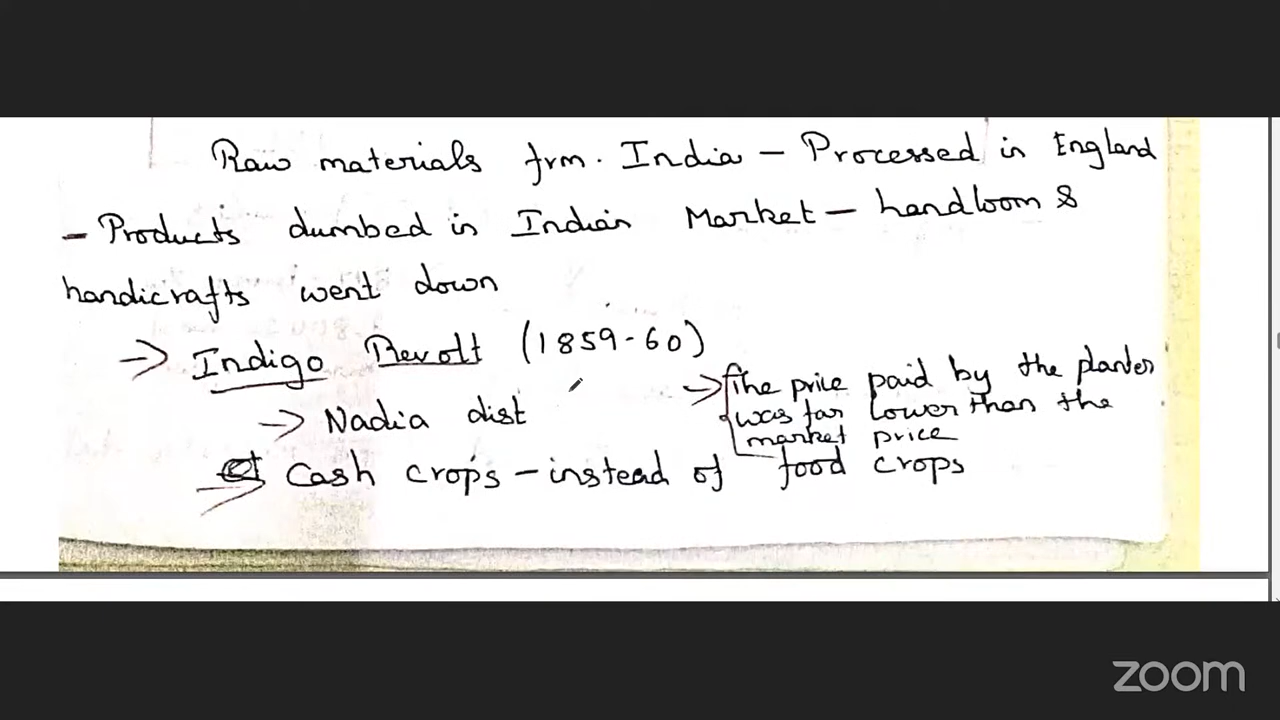 Raw materials frm. India - Processed in England
- Products dumbed in Indian Market - handloom &
handicrafts went down
→ Indigo Revolt (1859-60)
→ The price paid by the planter
was far lower than the
market price
→ Nadia dist
→ Cash crops - instead of food crops
zoom